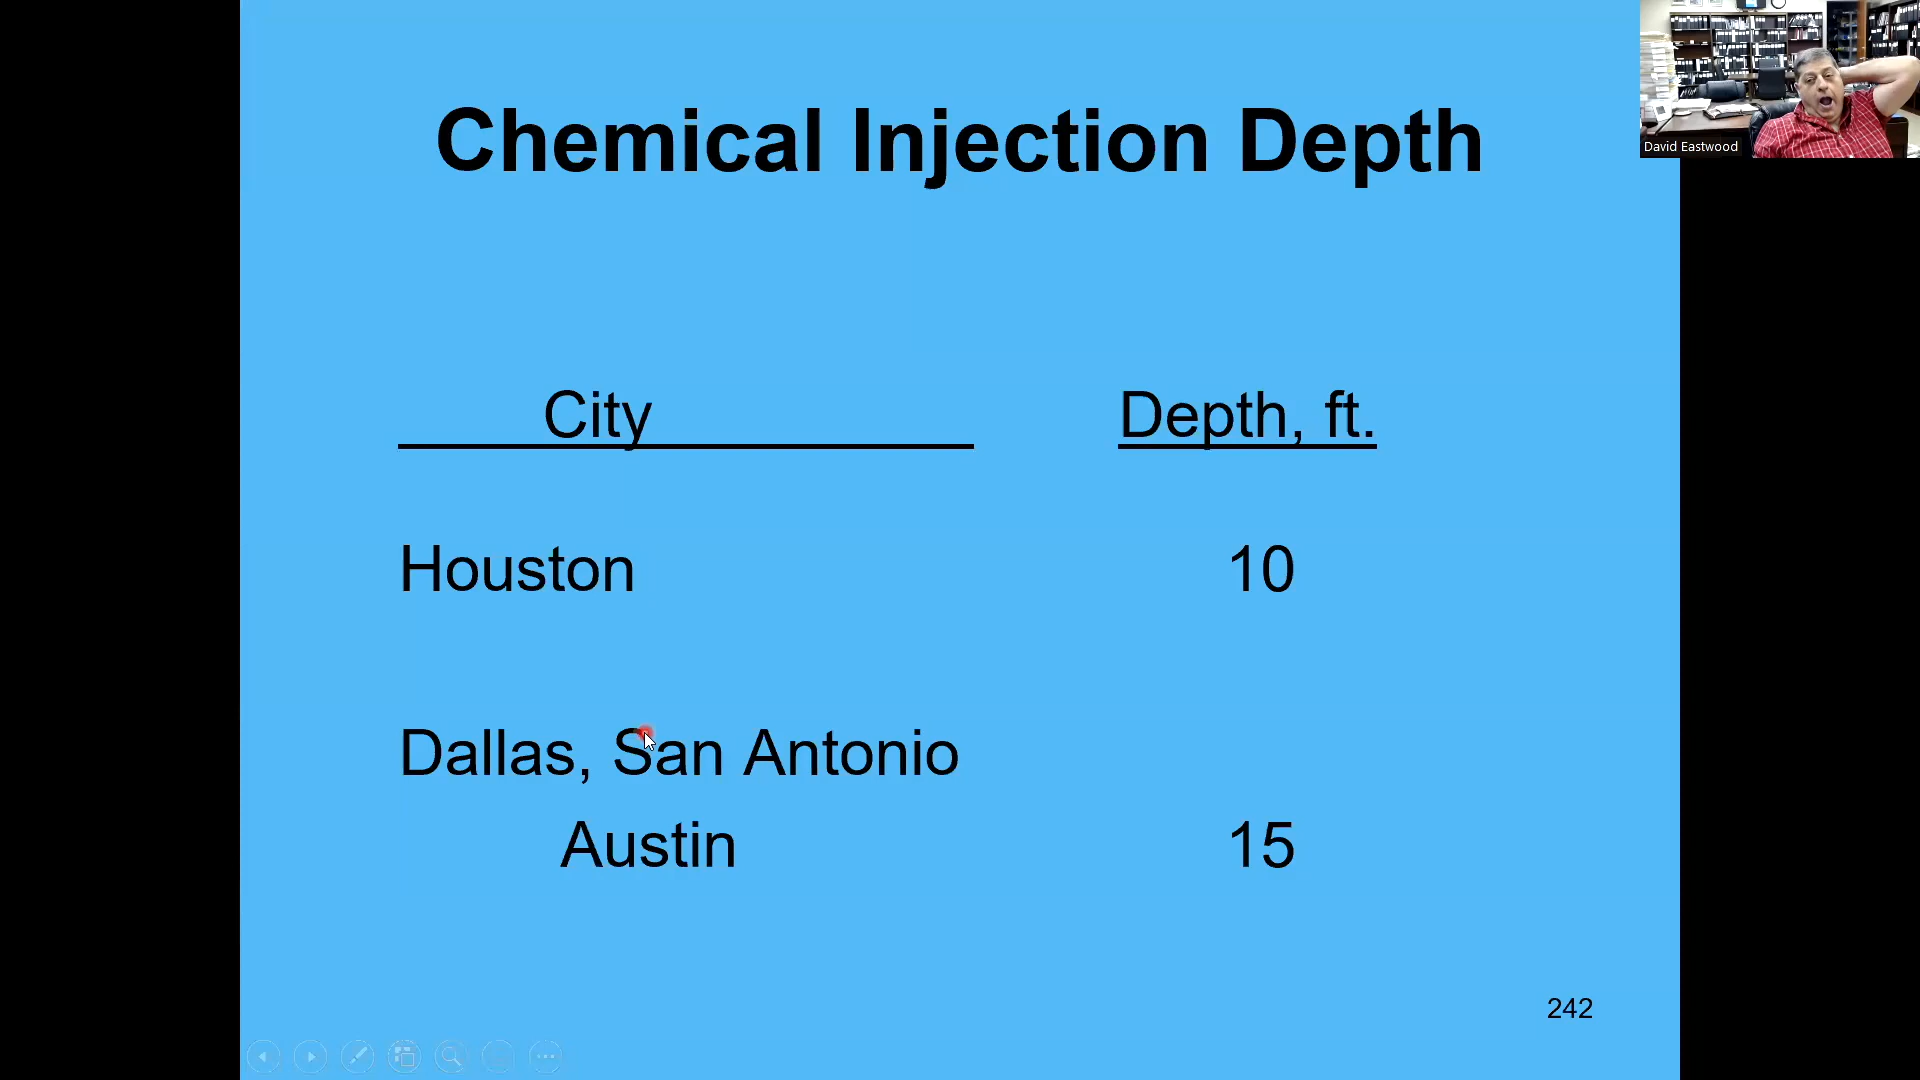 Chemical Injection Depth
David Eastwood
City Depth, ft.
Houston 10
Dallas, San Antonio
Austin 15
242